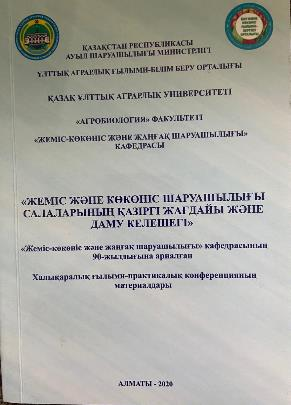 ҚАЗАҚСТАН РЕСПУБЛИКАСЫ
АУЫЛ ШАРУАШЫЛЫҒЫ МИНИСТРЛІГІ
ҰЛТТЫҚ АГРАРЛЫҚ ҒЫЛЫМИ-БІЛІМ БЕРУ ОРТАЛЫҒЫ
ҚАЗАҚ ҰЛТТЫҚ АГРАРЛЫҚ УНИВЕРСИТЕТІ
«АГРОБИОЛОГИЯ» ФАКУЛЬТЕТІ
«ЖЕМІС-КӨКӨНІС ЖӘНЕ ЖАҢҒАҚ ШАРУАШЫЛЫҒЫ»
КАФЕДРАСЫ
«ЖЕМІС ЖӘНЕ КӨКӨНІС ШАРУАШЫЛЫҒЫ
САЛАЛАРЫНЫҢ ҚАЗІРГІ ЖАҒДАЙЫ ЖӘНЕ
ДАМУ КЕЛЕШЕГІ»
«Жеміс-көкөніс және жаңғақ шаруашылығы» кафедрасының
90-жылдығына арналған
Халықаралық ғылыми-практикалық конференцияның
материалдары
АЛМАТЫ - 2020